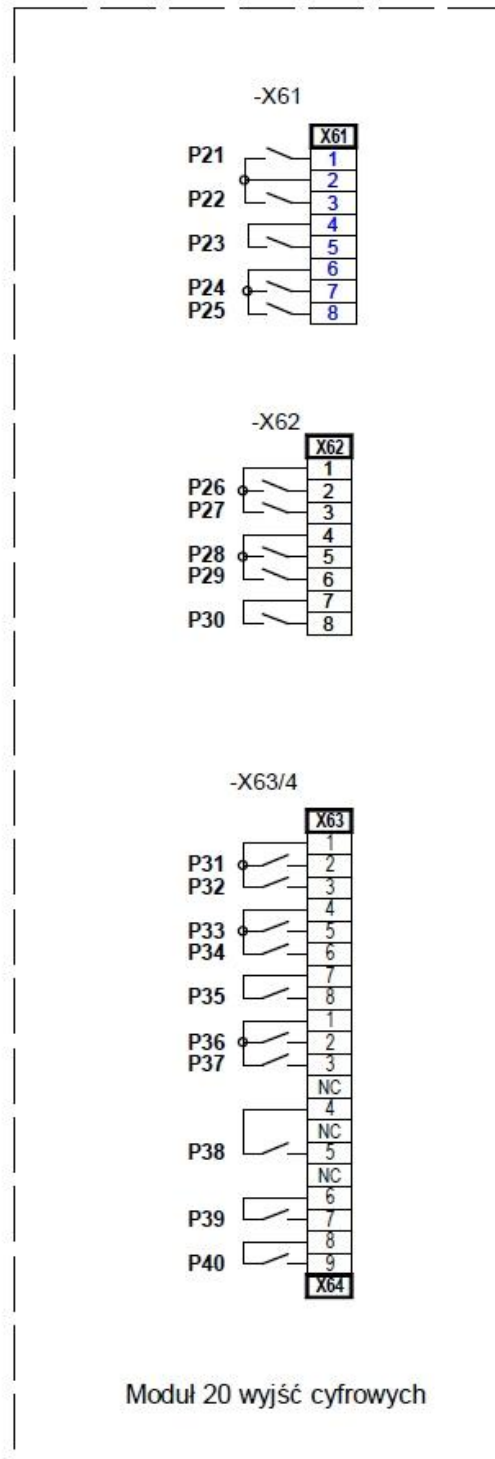 -X61
X61
P21 1
2
P22 3
4
P23 5
6
P24 7
P25 8
-X62
X62
1
P26 2
P27 3
4
P28 5
P29 6
7
P30 8
-X63/4
X63
1
P31 2
P32 3
4
P33 5
P34 6
7
P35 8
1
P36 2
P37 3
NC
4
NC
P38 5
NC
6
P39 7
8
P40 9
X64
Moduł 20 wyjść cyfrowych